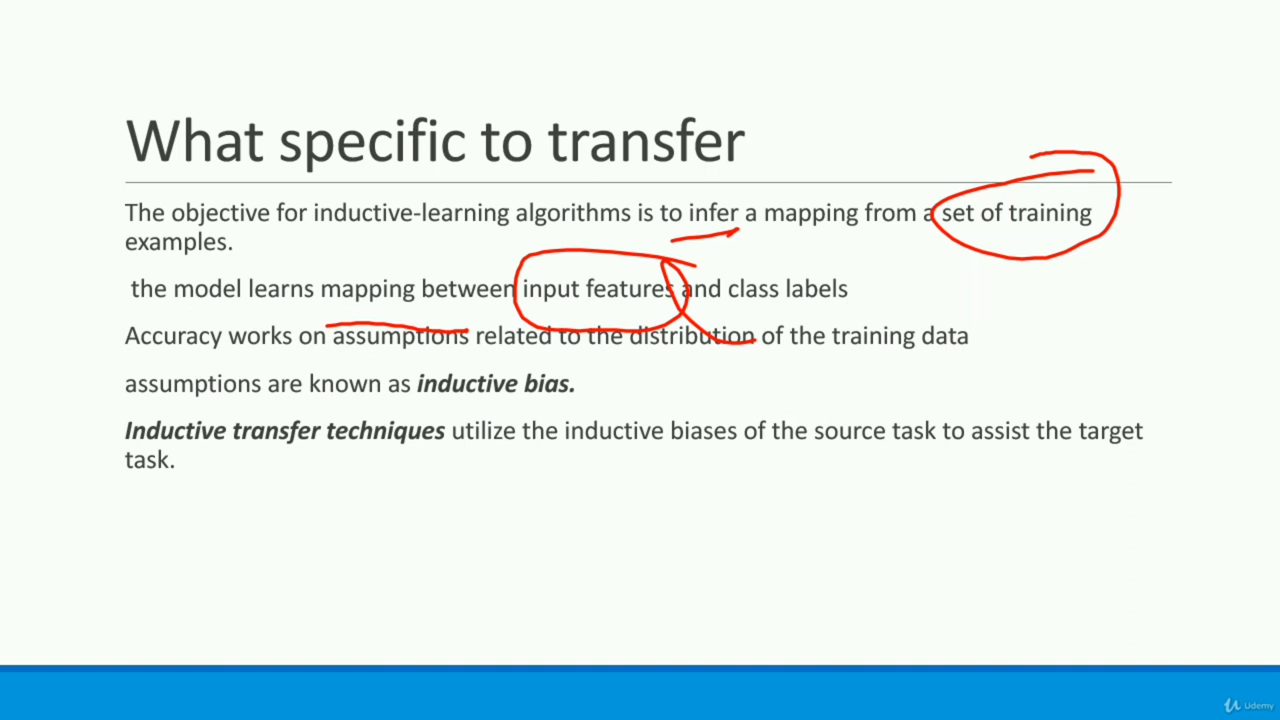 What specific to transfer
The objective for inductive-learning algorithms is to infer a mapping from a set of training
examples.
the model learns mapping between input features and class labels
Accuracy works on assumptions related to the distribution of the training data
assumptions are known as inductive bias.
Inductive transfer techniques utilize the inductive biases of the source task to assist the target
task.
Udemy